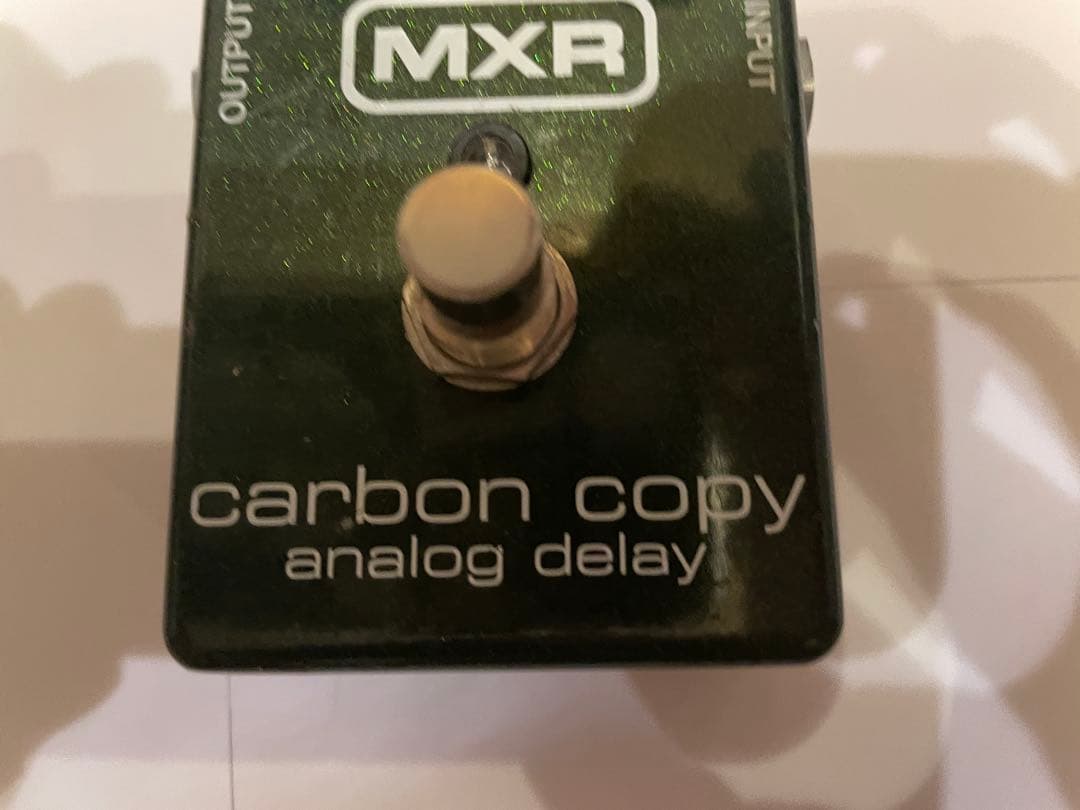 OUTPUT
MXR
INPUT
carbon copy
analog delay